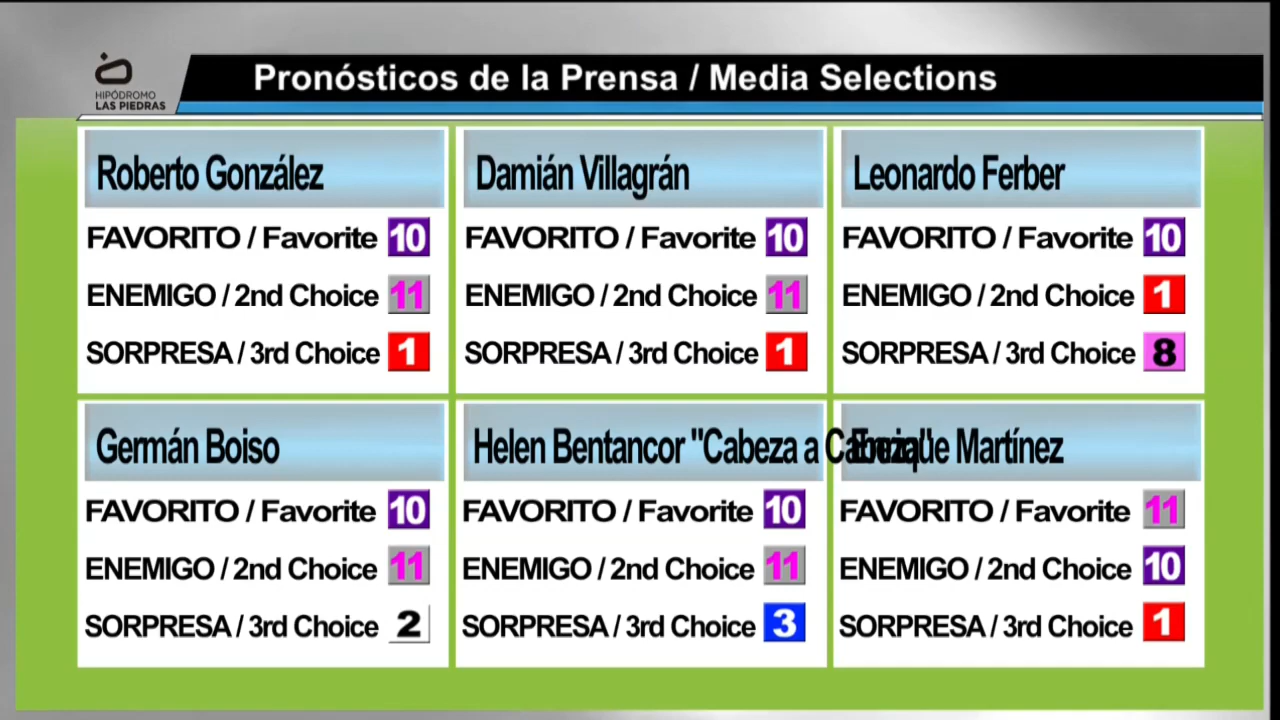 HIPÓDROMO
LAS PIEDRAS
Pronósticos de la Prensa / Media Selections
Roberto González
FAVORITO / Favorite 10
ENEMIGO / 2nd Choice 11
SORPRESA / 3rd Choice 1
Damián Villagrán
FAVORITO / Favorite 10
ENEMIGO / 2nd Choice 11
SORPRESA / 3rd Choice 1
Leonardo Ferber
FAVORITO / Favorite 10
ENEMIGO / 2nd Choice 1
SORPRESA / 3rd Choice 8
Germán Boiso
FAVORITO / Favorite 10
ENEMIGO / 2nd Choice 11
SORPRESA / 3rd Choice 2
Helen Bentancor "Cabeza a Cabeza"
FAVORITO / Favorite 10
ENEMIGO / 2nd Choice 11
SORPRESA / 3rd Choice 3
Enrique Martínez
FAVORITO / Favorite 11
ENEMIGO / 2nd Choice 10
SORPRESA / 3rd Choice 1